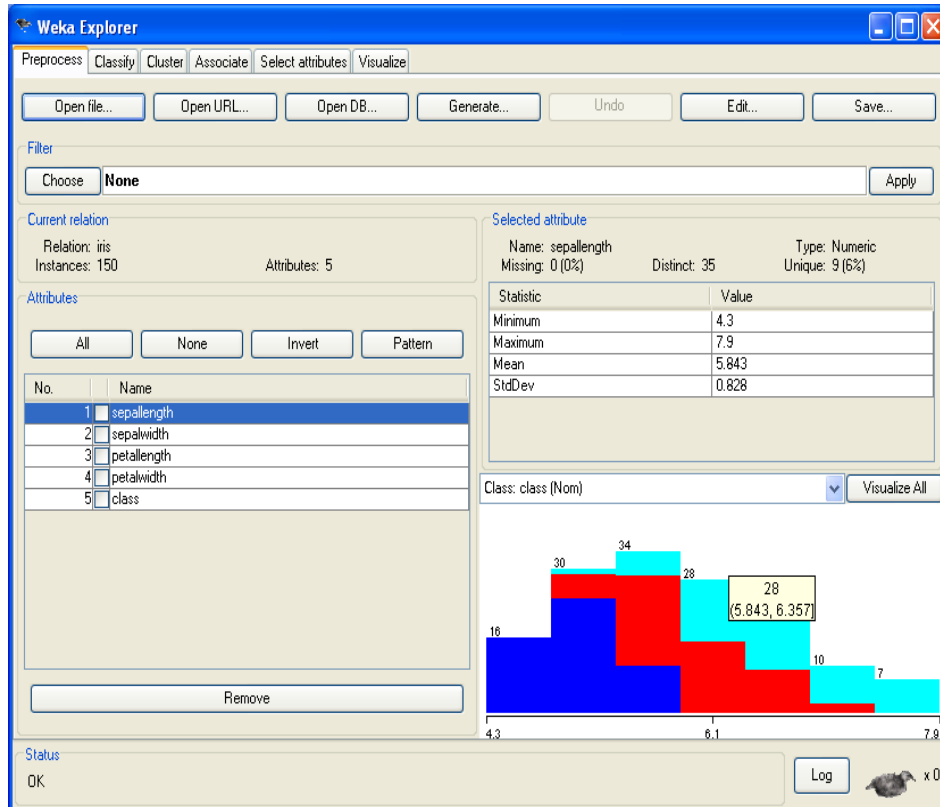 Weka Explorer
Preprocess Classify Cluster Associate Select attributes Visualize
Open file... Open URL... Open DB... Generate... Undo Edit... Save...
Filter
Choose None Apply
Current relation
Relation: iris
Instances: 150 Attributes: 5
Attributes
All None Invert Pattern
No. Name
1 sepallength
2 sepalwidth
3 petallength
4 petalwidth
5 class
Remove
Selected attribute
Name: sepallength Type: Numeric
Missing: 0 (0%) Distinct: 35 Unique: 9 (6%)
Statistic Value
Minimum 4.3
Maximum 7.9
Mean 5.843
StdDev 0.828
Class: class (Nom) Visualize All
16 30 34 28 10 7
28
(5.843, 6.357]
4.3 6.1 7.9
Status
OK
Log x 0